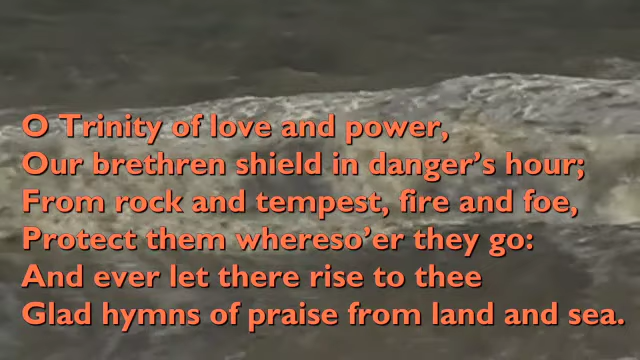 O Trinity of love and power,
Our brethren shield in danger’s hour;
From rock and tempest, fire and foe,
Protect them whereso’er they go:
And ever let there rise to thee
Glad hymns of praise from land and sea.